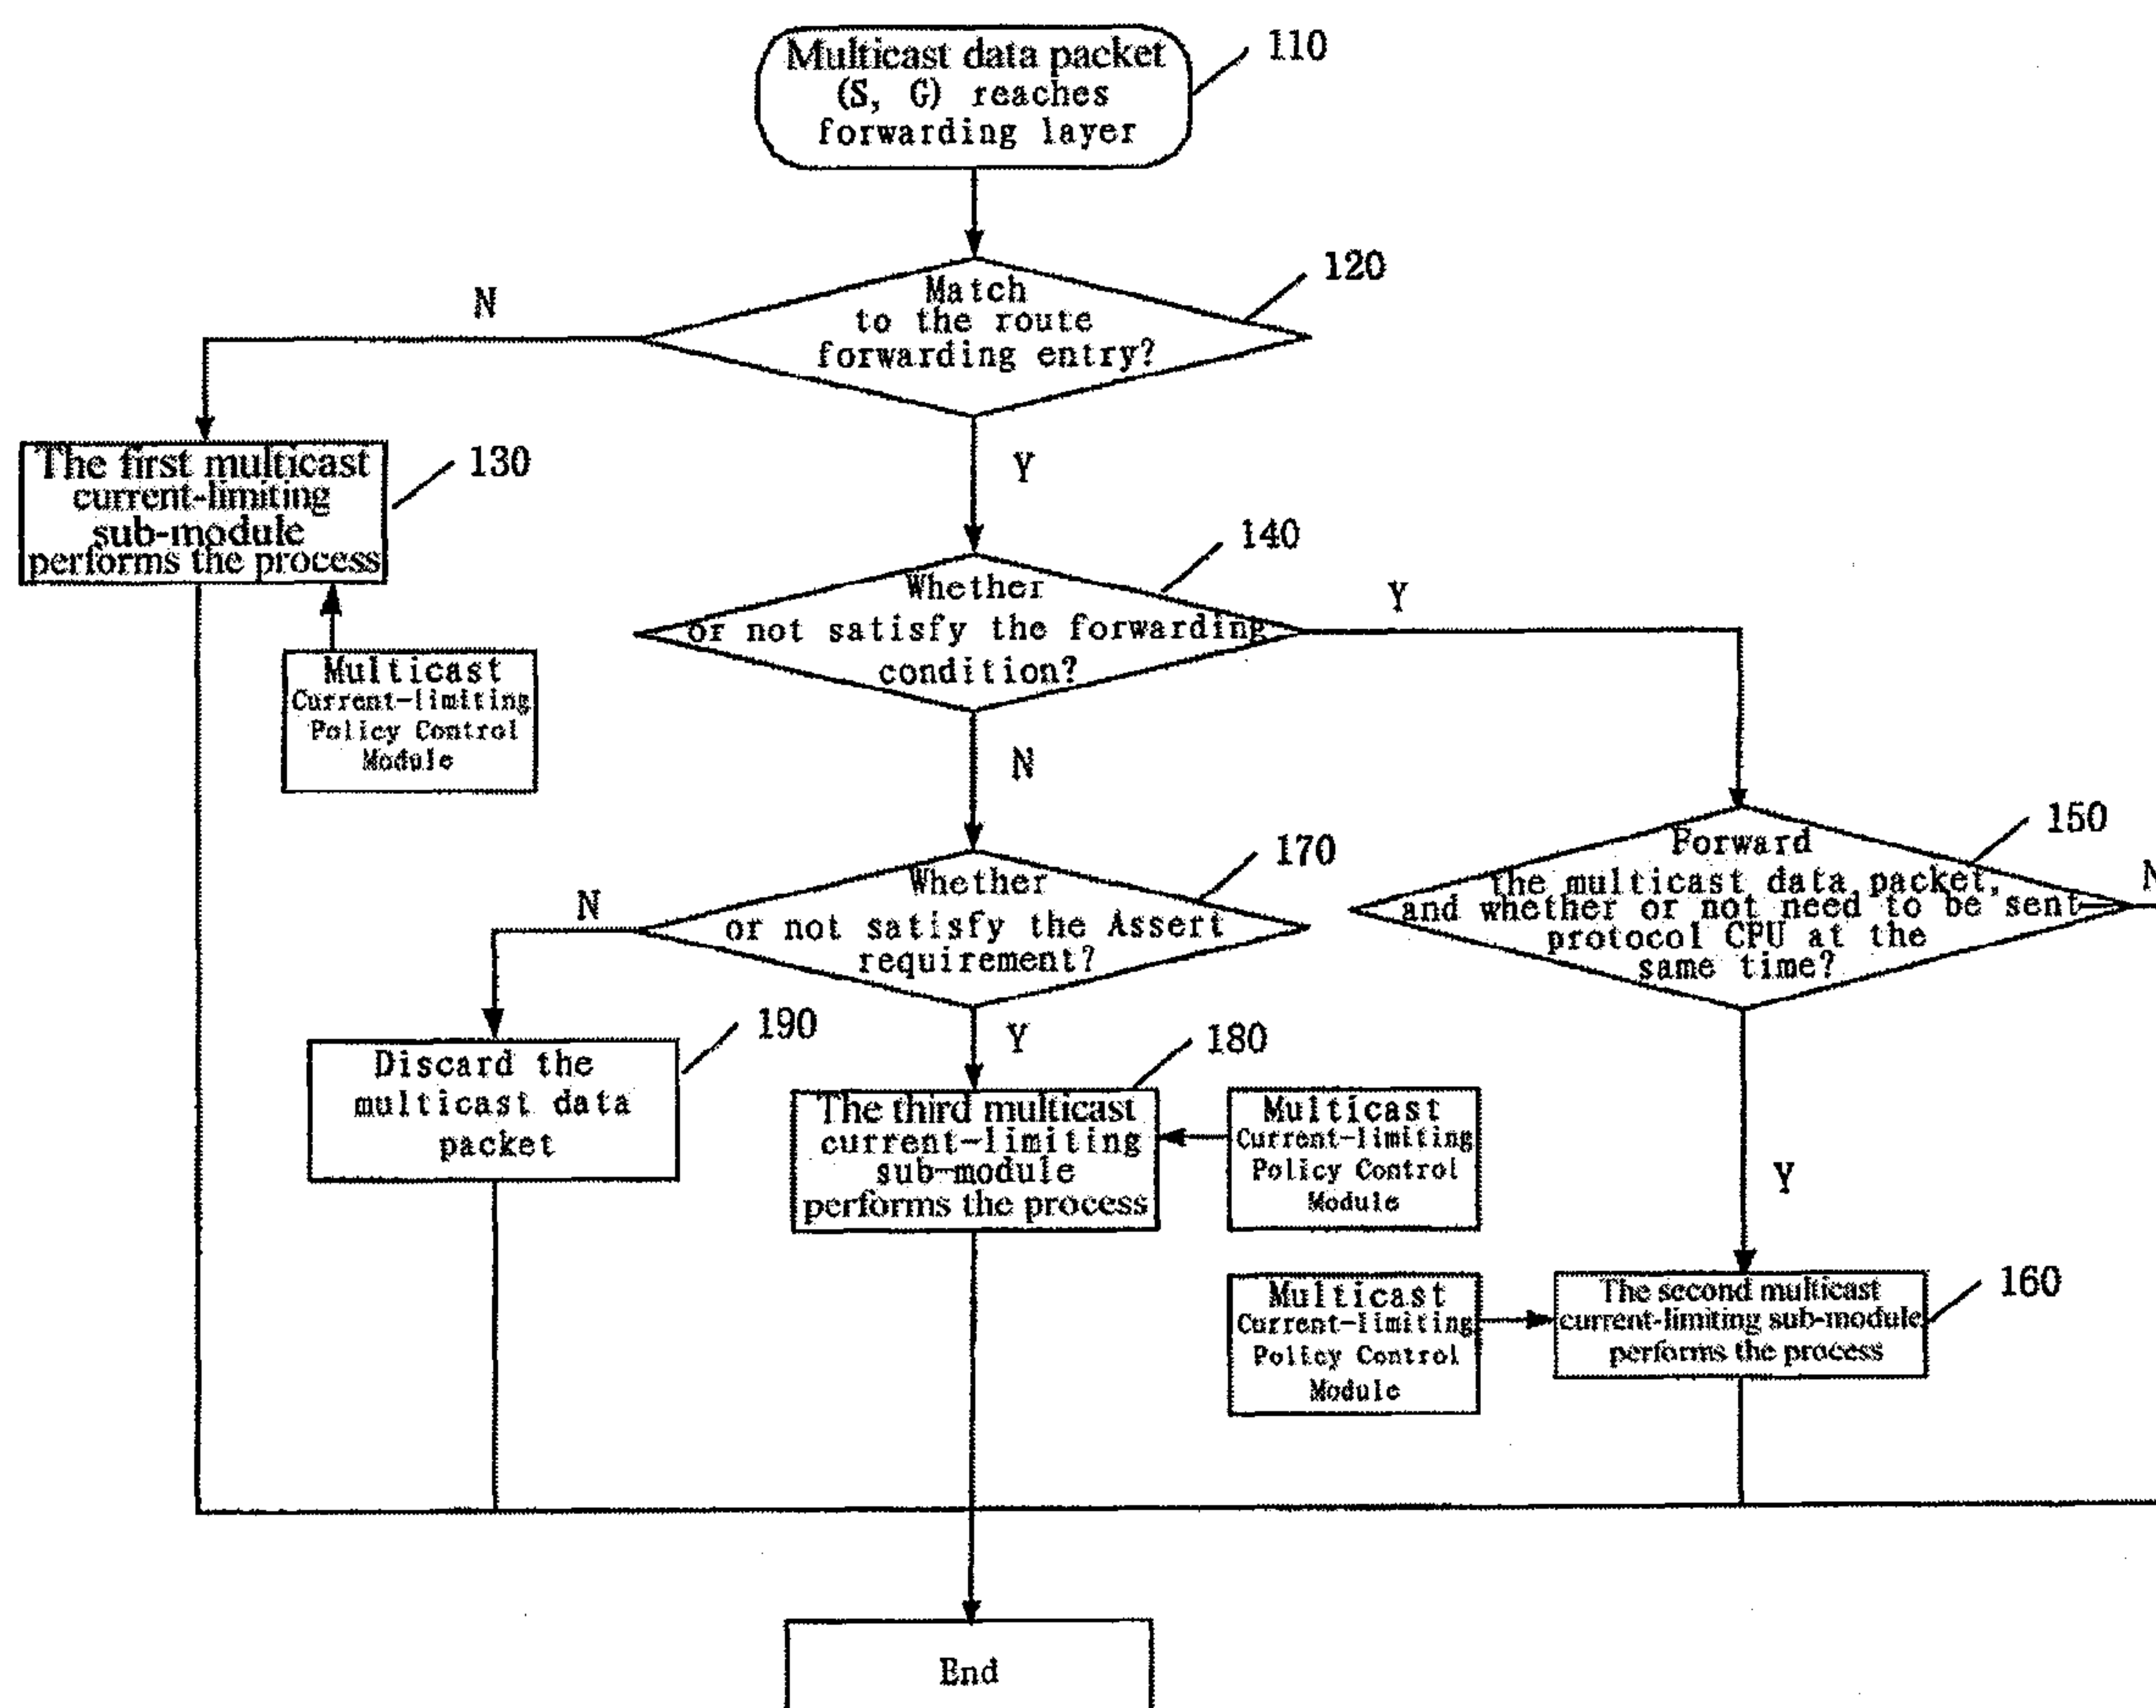 Multicast data packet
(S, G) reaches
forwarding layer
110
Match
to the route
forwarding entry?
120
N
Y
The first multicast
current-limiting
sub-module
performs the process
130
Multicast
Current-limiting
Policy Control
Module
Whether
or not satisfy the forwarding
condition?
140
Y
N
Forward
the multicast data packet,
and whether or not need to be sent
protocol CPU at the
same time?
150
N
Y
Whether
or not satisfy the Assert
requirement?
170
N
Y
Discard the
multicast data
packet
190
The third multicast
current-limiting
sub-module
performs the process
180
Multicast
Current-limiting
Policy Control
Module
Multicast
Current-limiting
Policy Control
Module
The second multicast
current-limiting sub-module
performs the process
160
End